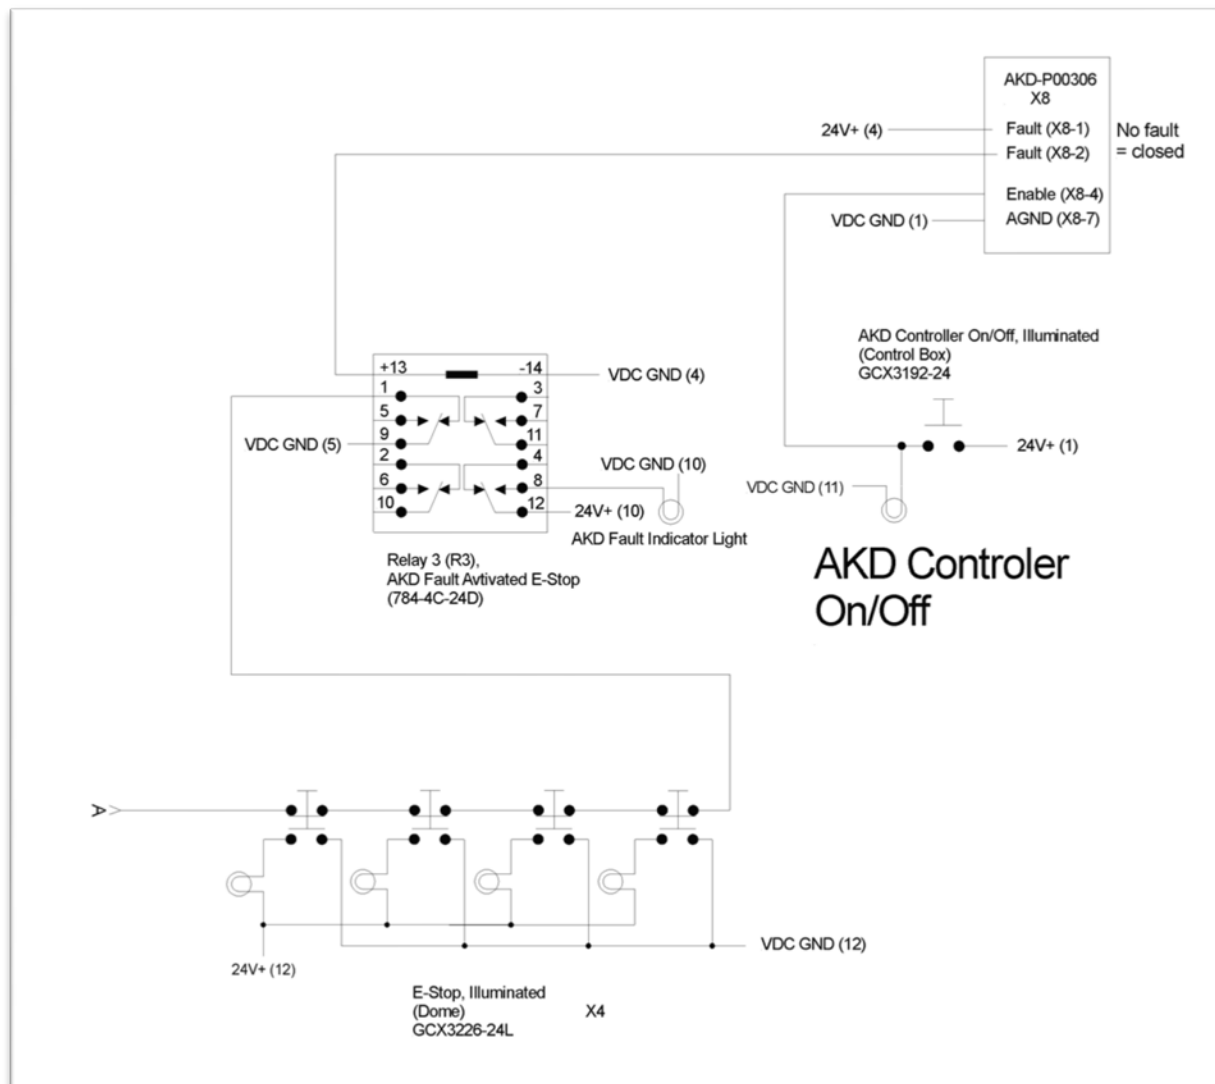 AKD-P00306
X8
24V+ (4)
Fault (X8-1)
No fault
= closed
Fault (X8-2)
Enable (X8-4)
VDC GND (1)
AGND (X8-7)
AKD Controller On/Off, Illuminated
(Control Box)
GCX3192-24
24V+ (1)
VDC GND (11)
AKD Controler
On/Off
+13
-14
VDC GND (4)
1
3
5
7
VDC GND (5)
9
11
2
4
VDC GND (10)
6
8
10
12
24V+ (10)
AKD Fault Indicator Light
Relay 3 (R3),
AKD Fault Avtivated E-Stop
(784-4C-24D)
A
24V+ (12)
VDC GND (12)
E-Stop, Illuminated
(Dome)
X4
GCX3226-24L